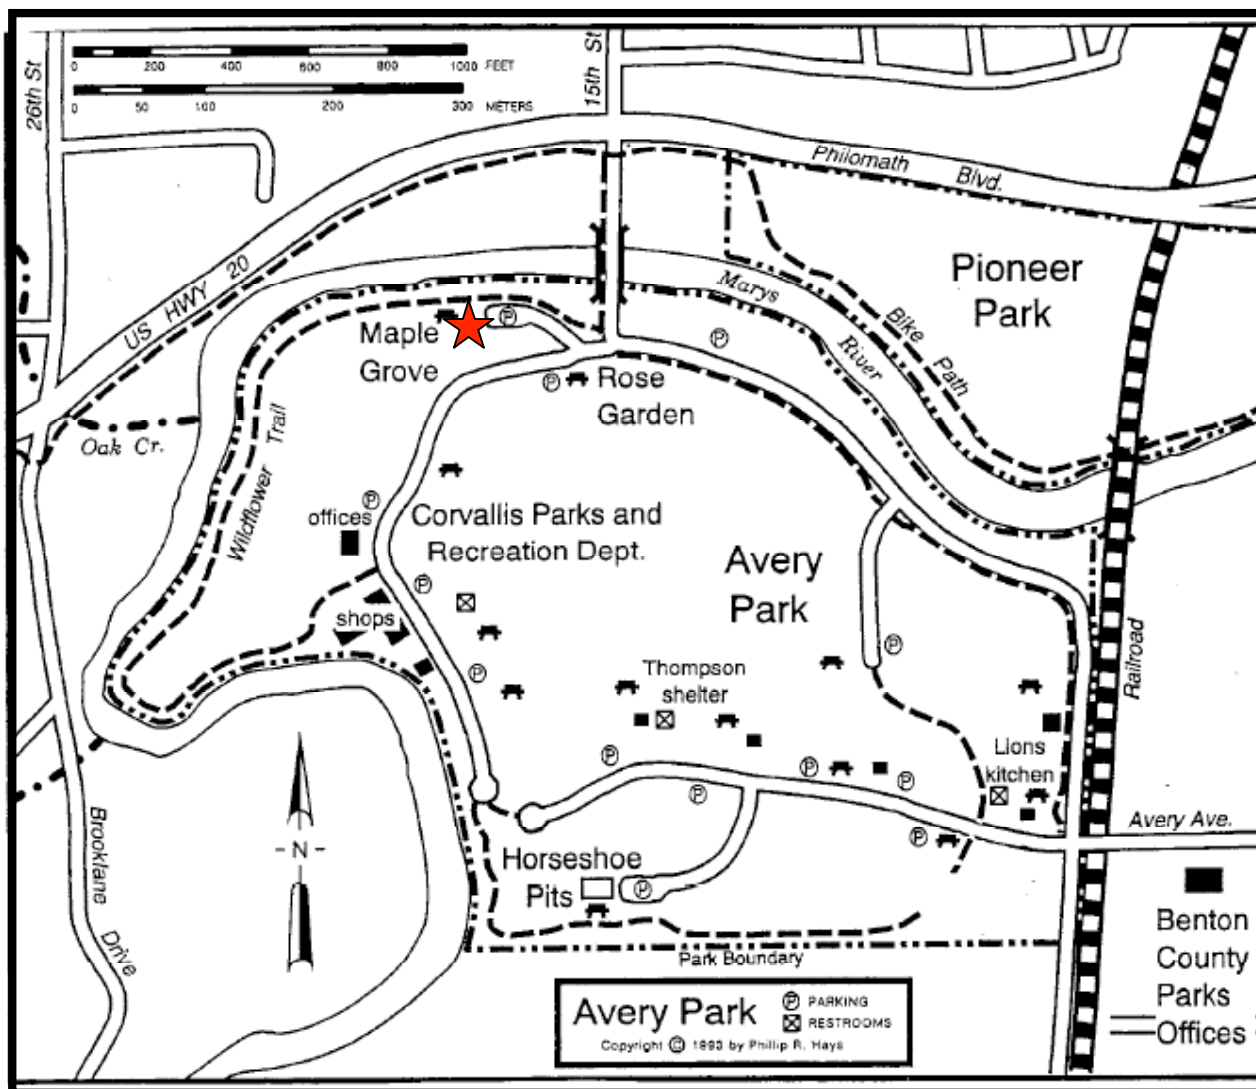 26th St
15th St
0 200 400 600 800 1000 FEET
0 50 100 200 300 METERS
Philomath Blvd.
US HWY 20
Pioneer
Park
Marys
River
Bike Path
P
Maple
Grove
P
P
Rose
Garden
Oak Cr.
Wildflower Trail
P
offices
Corvallis Parks and
Recreation Dept.
Avery
Park
P
shops
P
Railroad
P
Thompson
shelter
Lions
kitchen
P
P
P
P
P
Avery Ave.
Brooklane Drive
N
Horseshoe
Pits
P
Park Boundary
Benton
County
Parks
Offices
Avery Park
P PARKING
RESTROOMS
Copyright © 1993 by Phillip R. Hays